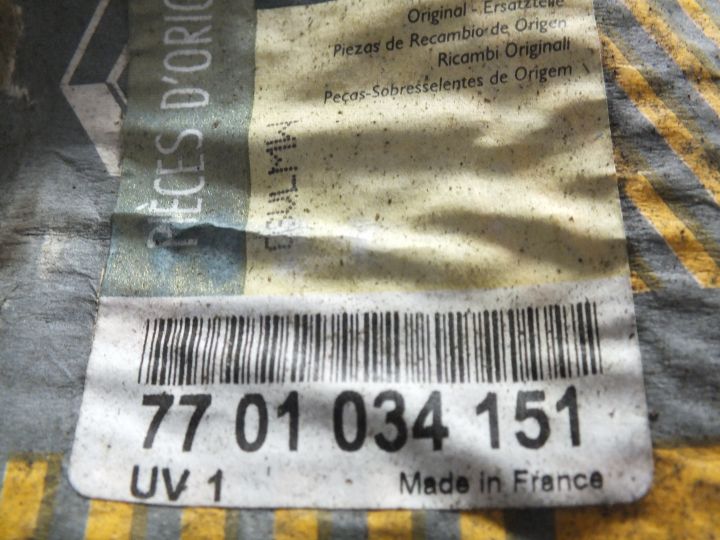 Original - Ersatzteile
Piezas de Recambio de Origen
Ricambi Originali
Peças-Sobresselentes de Origem
PIÈCES D'ORIG
77 01 034 151
UV 1
Made in France